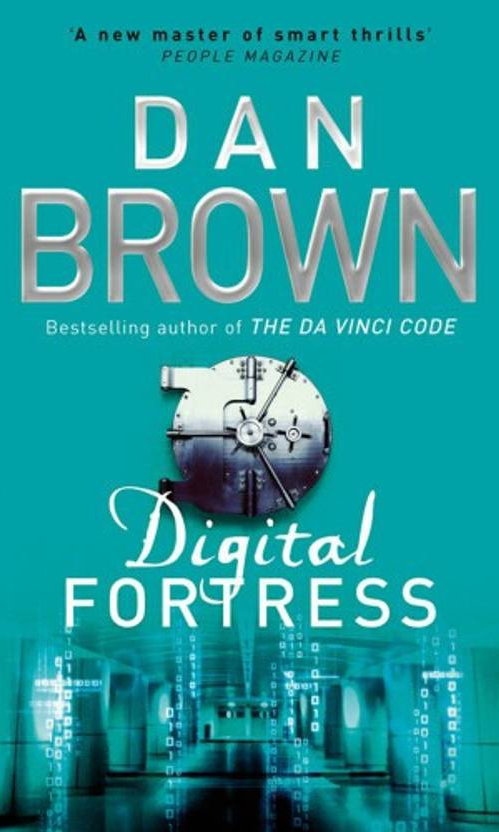 'A new master of smart thrills'
PEOPLE MAGAZINE
DAN
BROWN
Bestselling author of THE DA VINCI CODE
Digital
FORTRESS